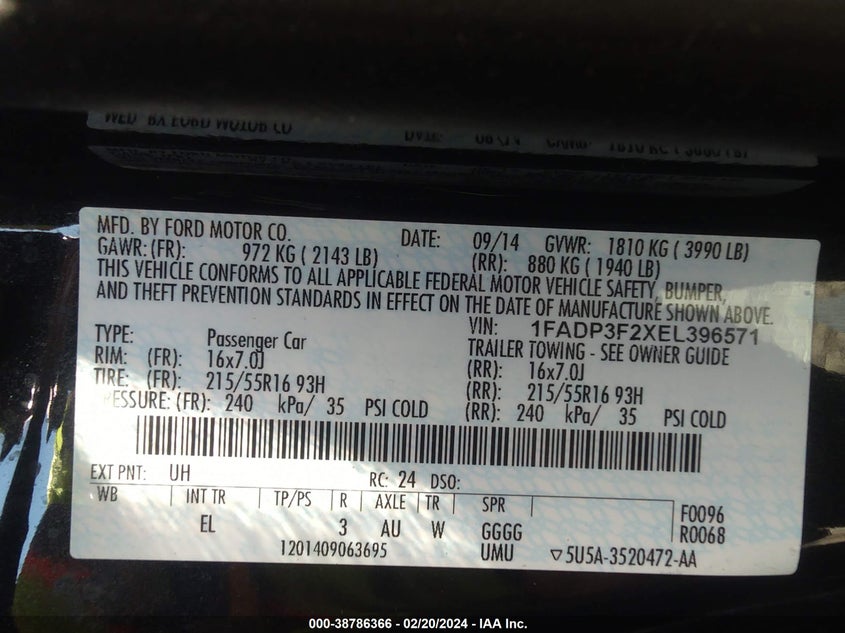 MFD. BY FORD MOTOR CO. DATE: 09/14 GVWR: 1810 KG ( 3990 LB)
GAWR: (FR): 972 KG ( 2143 LB) (RR): 880 KG ( 1940 LB)
THIS VEHICLE CONFORMS TO ALL APPLICABLE FEDERAL MOTOR VEHICLE SAFETY, BUMPER,
AND THEFT PREVENTION STANDARDS IN EFFECT ON THE DATE OF MANUFACTURE SHOWN ABOVE.
VIN: 1FADP3F2XEL396571
TYPE: Passenger Car TRAILER TOWING - SEE OWNER GUIDE
RIM: (FR): 16x7.0J (RR): 16x7.0J
TIRE: (FR): 215/55R16 93H (RR): 215/55R16 93H
PRESSURE: (FR): 240 kPa/ 35 PSI COLD (RR): 240 kPa/ 35 PSI COLD
EXT PNT: UH RC: 24 DSO:
WB INT TR TP/PS R AXLE TR SPR F0096
EL 3 AU W GGGG R0068
1201409063695 UMU ▽5U5A-3520472-AA
000-38786366 - 02/20/2024 - IAA Inc.